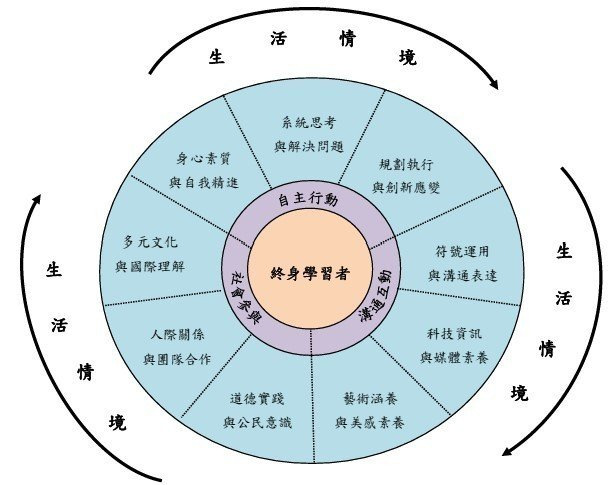 生活情境
系統思考
與解決問題
規劃執行
與創新應變
符號運用
與溝通表達
科技資訊
與媒體素養
藝術涵養
與美感素養
道德實踐
與公民意識
人際關係
與團隊合作
多元文化
與國際理解
身心素質
與自我精進
自主行動
溝通互動
社會參與
終身學習者
生活情境
生活情境